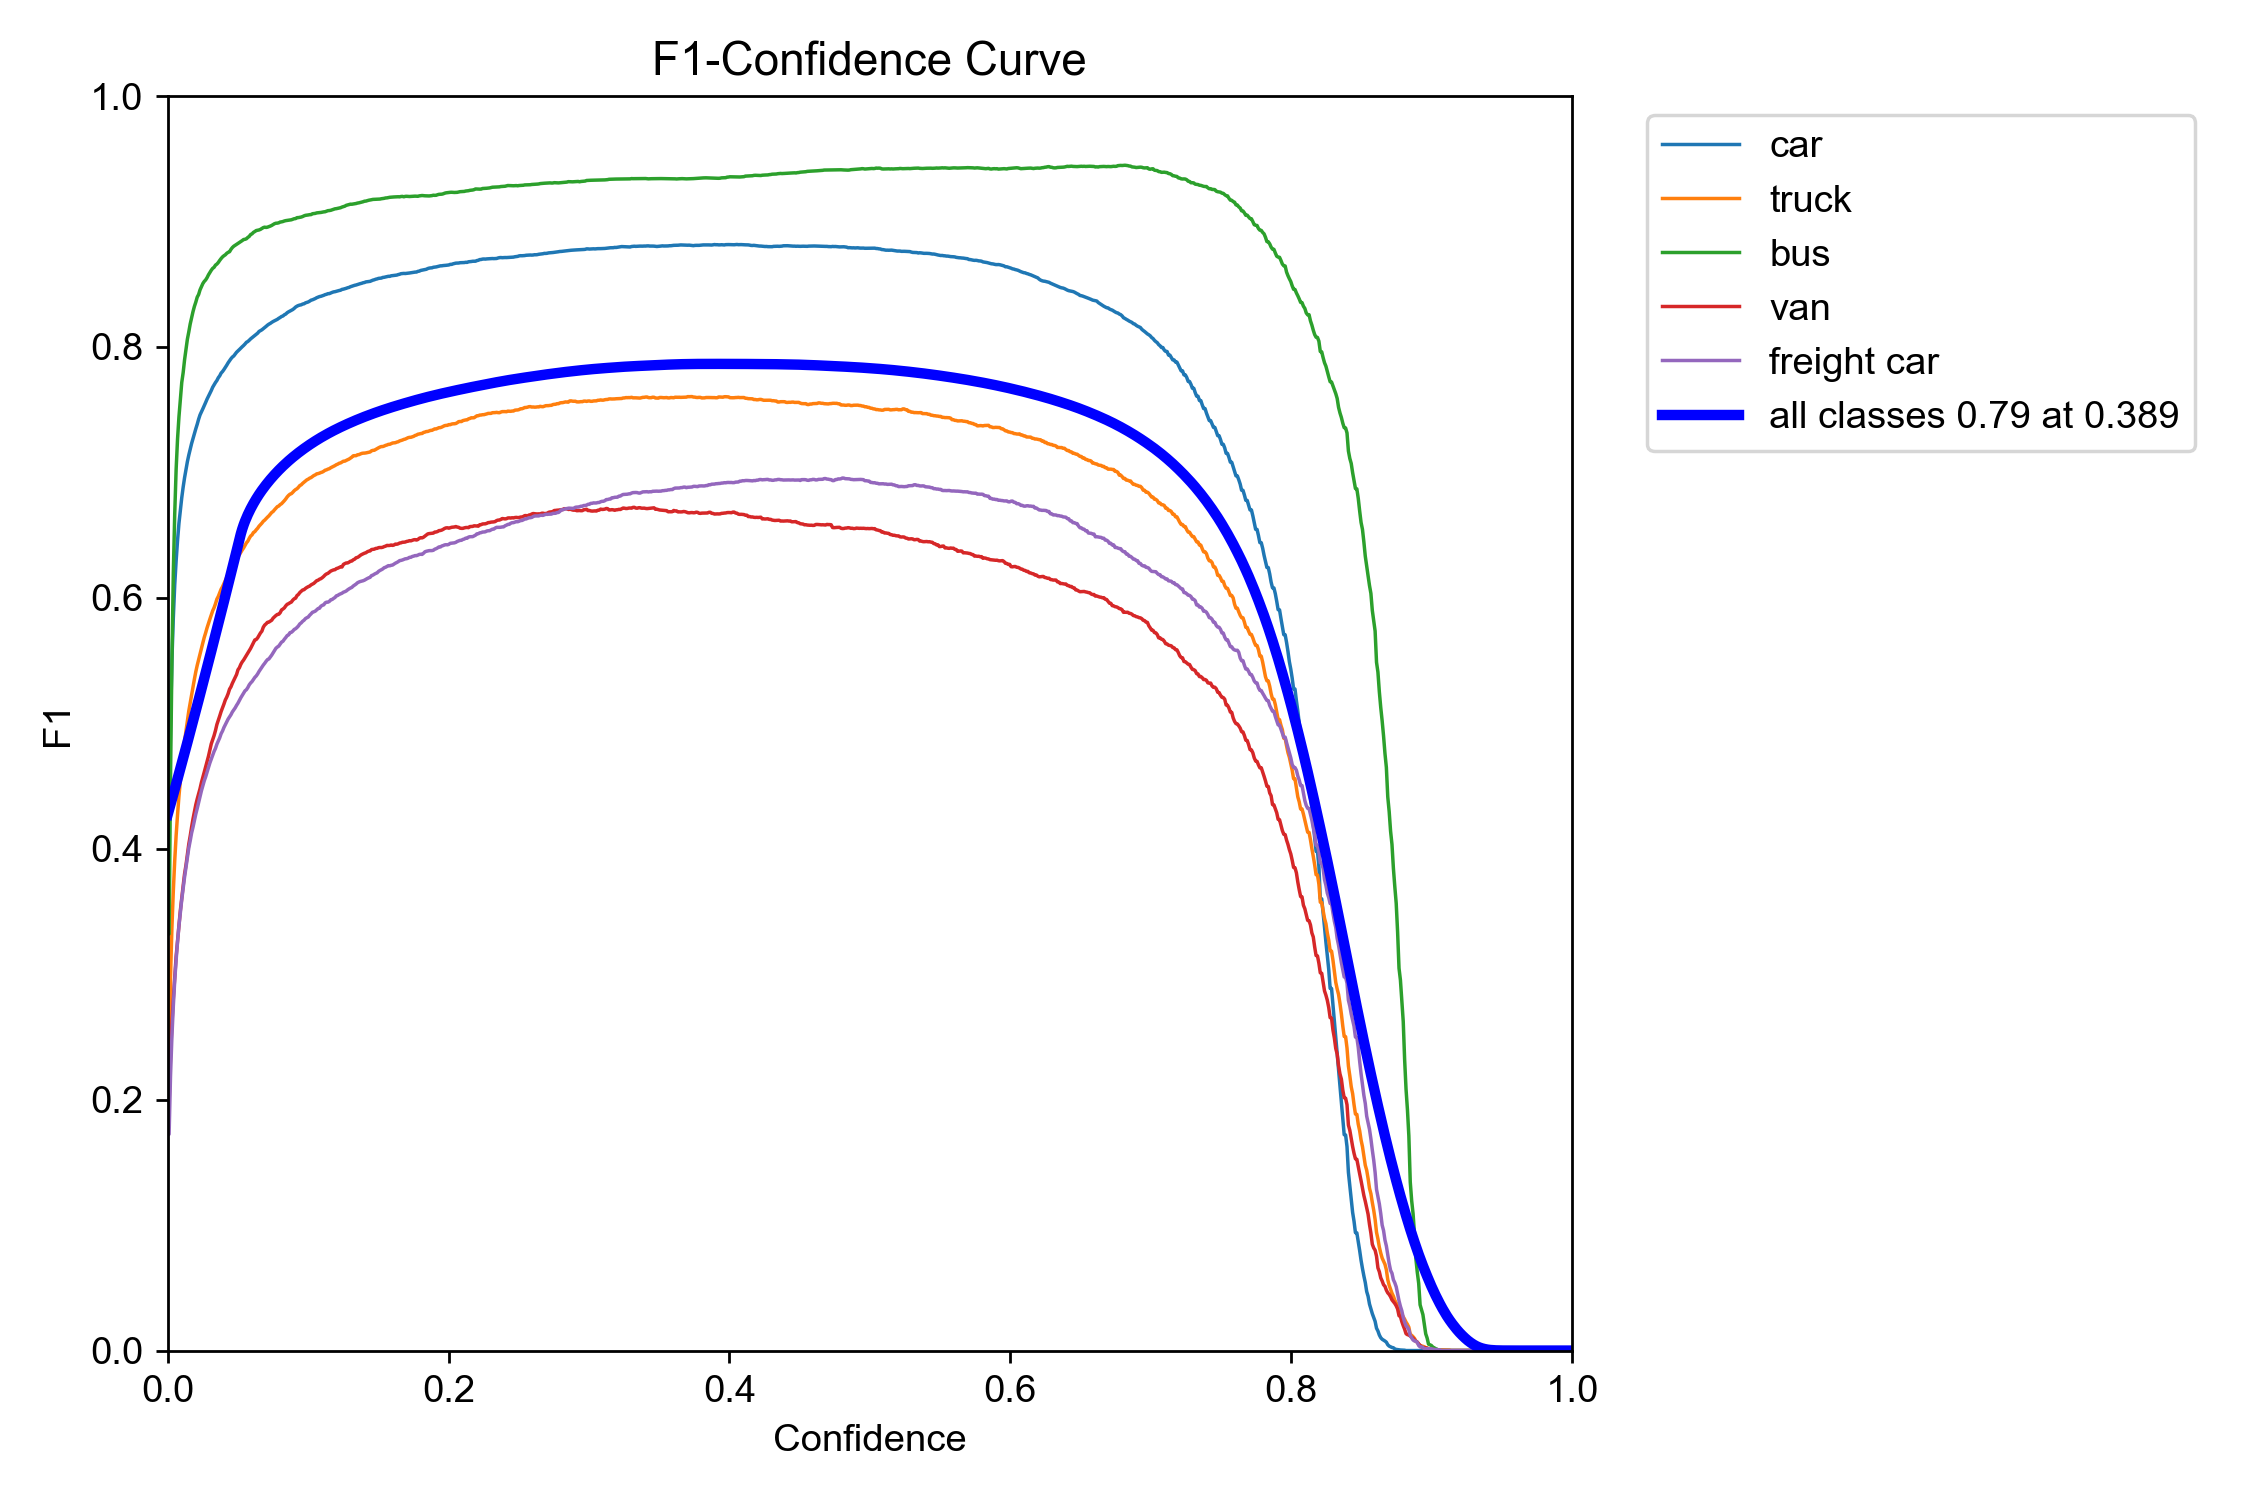 F1-Confidence Curve
1.0
0.8
0.6
0.4
0.2
0.0
F1
0.0 0.2 0.4 0.6 0.8 1.0
Confidence
car
truck
bus
van
freight car
all classes 0.79 at 0.389